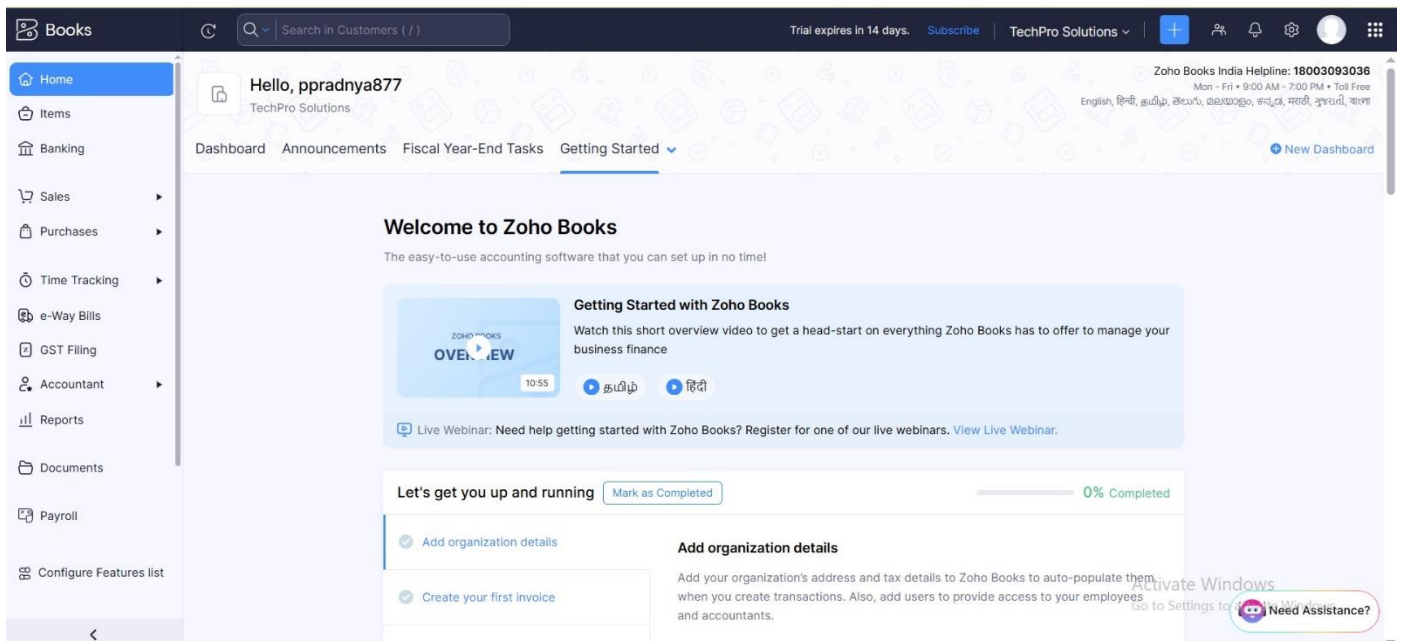 Books
Search in Customers ( / )
Trial expires in 14 days. Subscribe
TechPro Solutions
Home
Items
Banking
Sales
Purchases
Time Tracking
e-Way Bills
GST Filing
Accountant
Reports
Documents
Payroll
Configure Features list
Hello, ppradnya877
TechPro Solutions
Zoho Books India Helpline: 18003093036
Mon - Fri • 9:00 AM - 7:00 PM • Toll Free
English, हिन्दी, தமிழ், తెలుగు, മലയാളം, ಕನ್ನಡ, मराठी, ગુજરાતી, বাংলা
Dashboard Announcements Fiscal Year-End Tasks Getting Started
New Dashboard
Welcome to Zoho Books
The easy-to-use accounting software that you can set up in no time!
ZOHO BOOKS
OVERVIEW
10:55
Getting Started with Zoho Books
Watch this short overview video to get a head-start on everything Zoho Books has to offer to manage your
business finance
தமிழ் हिंदी
Live Webinar: Need help getting started with Zoho Books? Register for one of our live webinars. View Live Webinar.
Let's get you up and running Mark as Completed
0% Completed
Add organization details
Create your first invoice
Add organization details
Add your organization's address and tax details to Zoho Books to auto-populate them
when you create transactions. Also, add users to provide access to your employees
and accountants.
Activate Windows
Go to Settings to
Need Assistance?